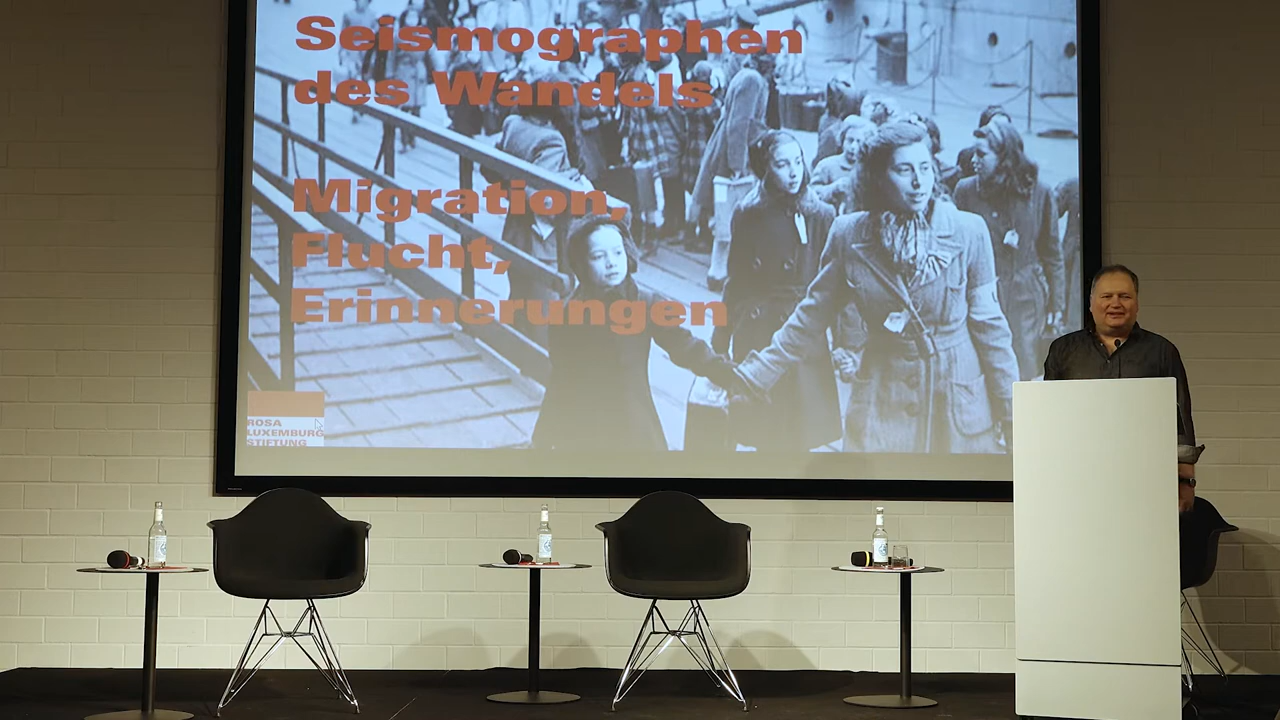 Seismographen
des Wandels
Migration,
Flucht,
Erinnerungen
ROSA
LUXEMBURG
STIFTUNG